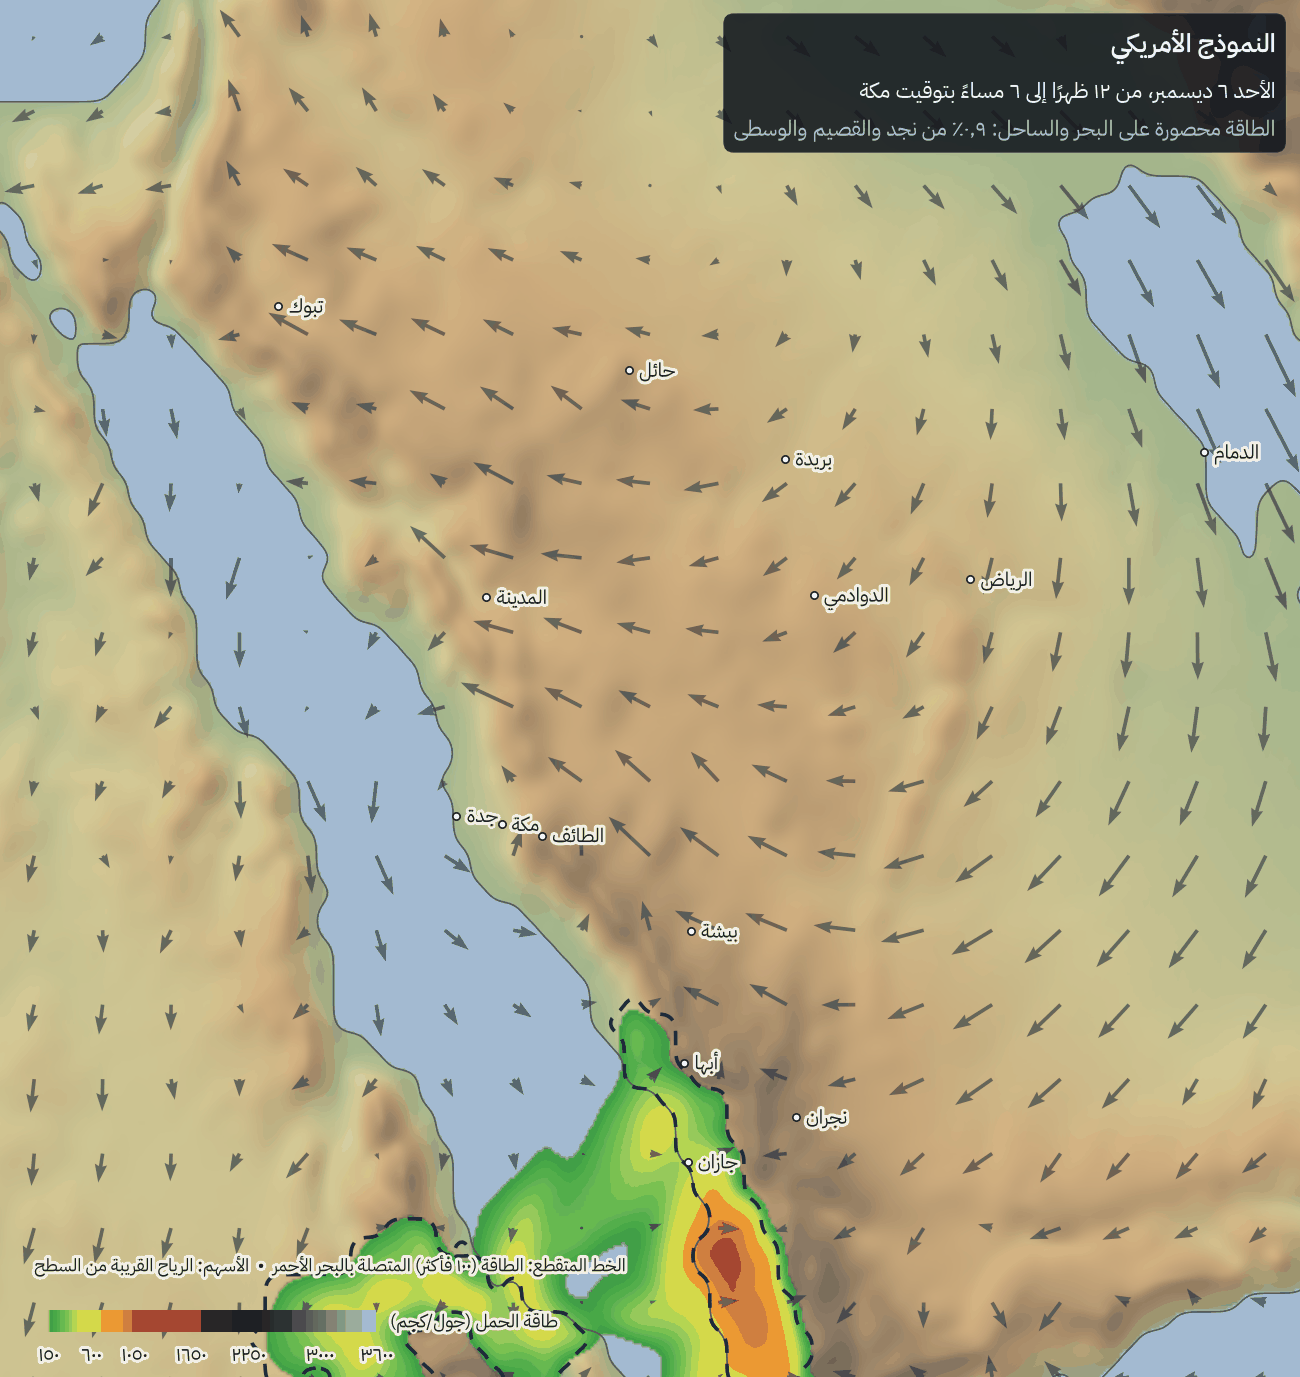 النموذج الأمريكي
الأحد ٦ ديسمبر، من ١٢ ظهرًا إلى ٦ مساءً بتوقيت مكة
الطاقة محصورة على البحر والساحل: ٠,٩٪ من نجد والقصيم والوسطى
تبوك
حائل
بريدة
الدمام
الرياض
الدوادمي
المدينة
جدة
مكة
الطائف
بيشة
أبها
نجران
جازان
الخط المتقطع: الطاقة (١٠٠ فأكثر) المتصلة بالبحر الأحمر • الأسهم: الرياح القريبة من السطح
طاقة الحمل (جول/كجم)
١٥٠ ٦٠٠ ١٠٥٠ ١٦٥٠ ٢٢٥٠ ٣٠٠٠ ٣٦٠٠